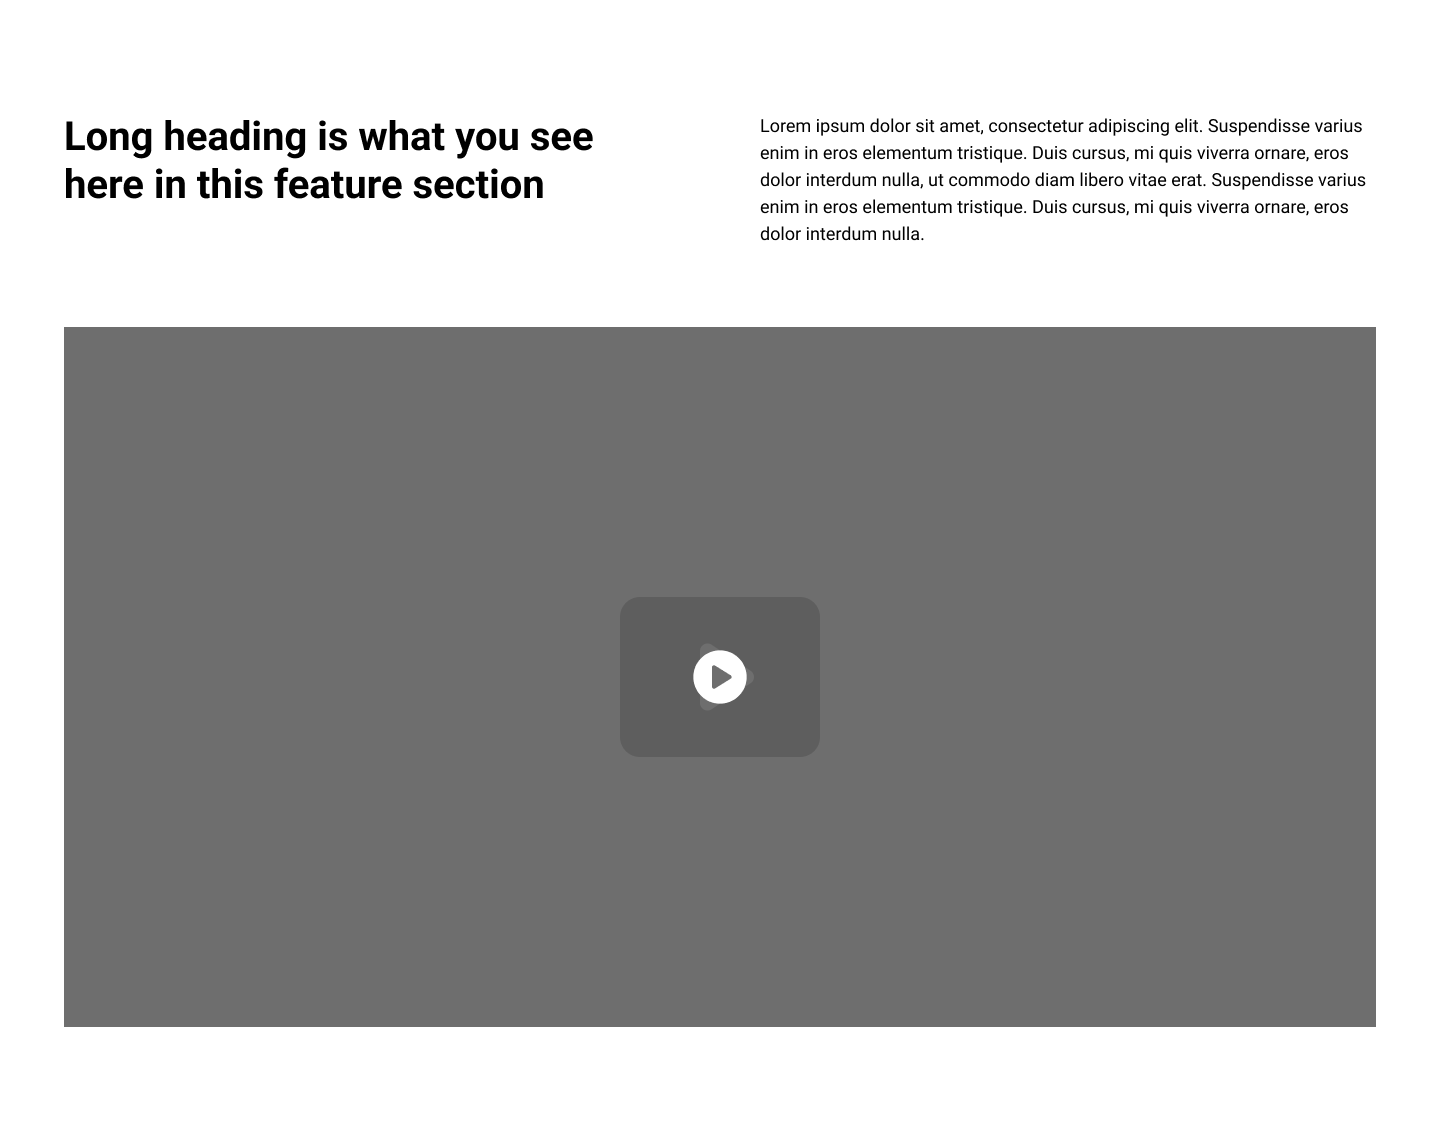 Long heading is what you see
here in this feature section
Lorem ipsum dolor sit amet, consectetur adipiscing elit. Suspendisse varius
enim in eros elementum tristique. Duis cursus, mi quis viverra ornare, eros
dolor interdum nulla, ut commodo diam libero vitae erat. Suspendisse varius
enim in eros elementum tristique. Duis cursus, mi quis viverra ornare, eros
dolor interdum nulla.